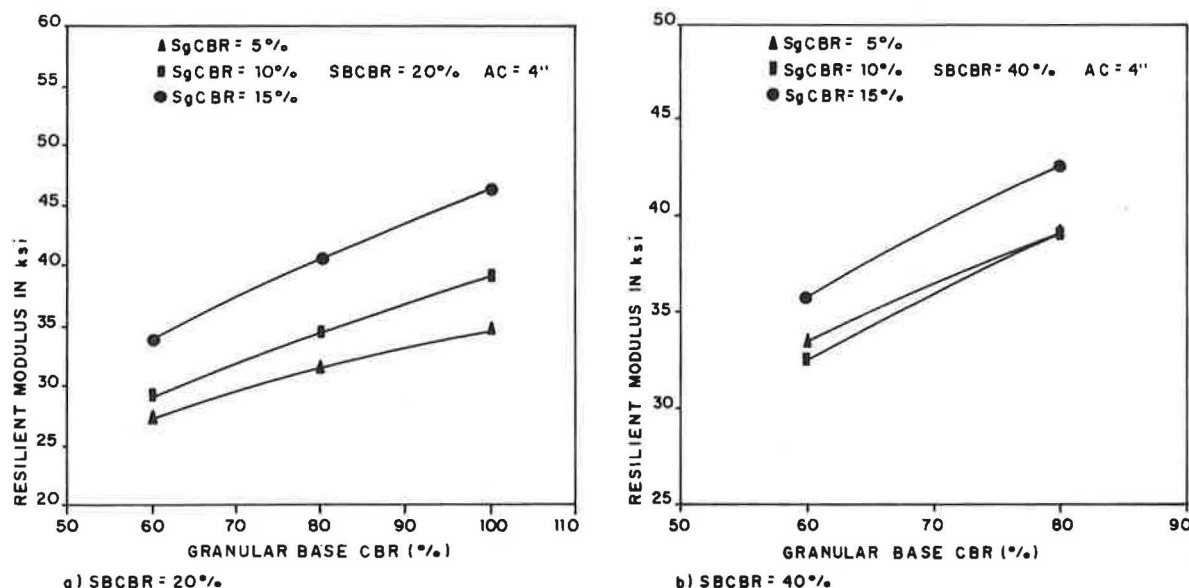 60
55
50
45
40
35
30
25
20
RESILIENT MODULUS IN ksi
SgCBR = 5%
SgCBR = 10% SBCBR = 20% AC = 4"
SgCBR = 15%
50 60 70 80 90 100 110
GRANULAR BASE CBR (%)
a) SBCBR = 20%
50
45
40
35
30
25
RESILIENT MODULUS IN ksi
SgCBR = 5%
SgCBR = 10% SBCBR = 40% AC = 4"
SgCBR = 15%
50 60 70 80 90
GRANULAR BASE CBR (%)
b) SBCBR = 40%